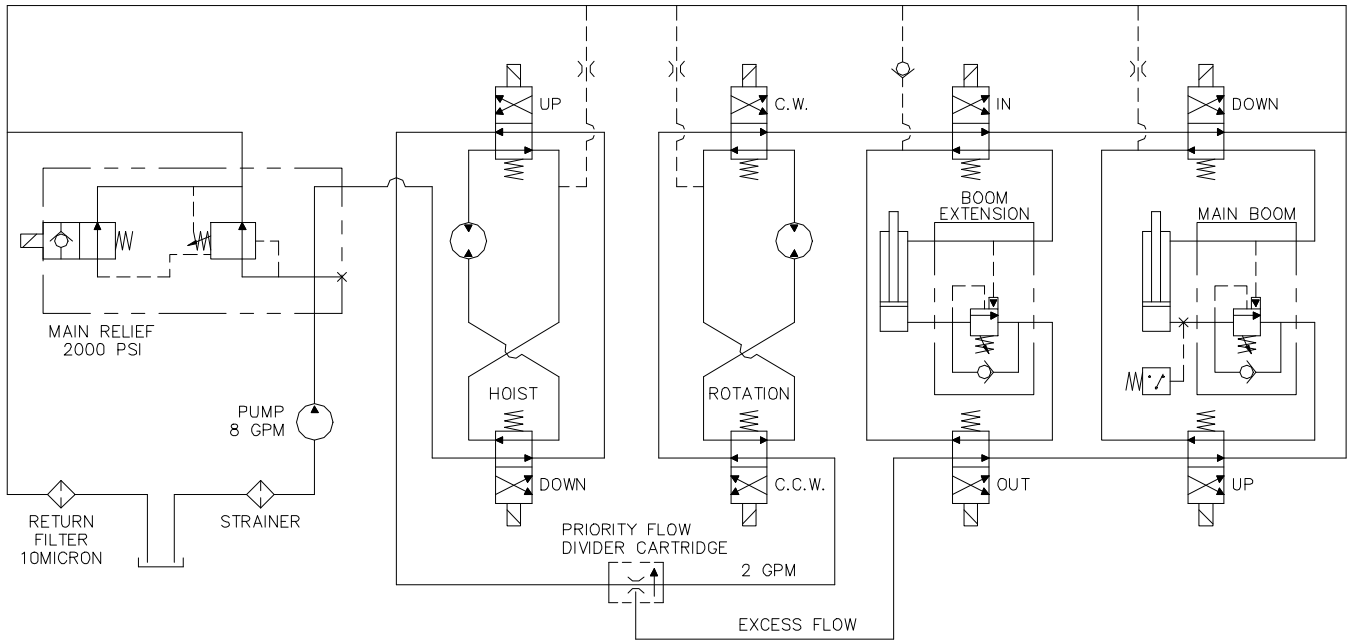 UP
C.W.
IN
DOWN
BOOM
EXTENSION
MAIN BOOM
MAIN RELIEF
2000 PSI
HOIST
ROTATION
PUMP
8 GPM
DOWN
C.C.W.
OUT
UP
RETURN
FILTER
10MICRON
STRAINER
PRIORITY FLOW
DIVIDER CARTRIDGE
2 GPM
EXCESS FLOW